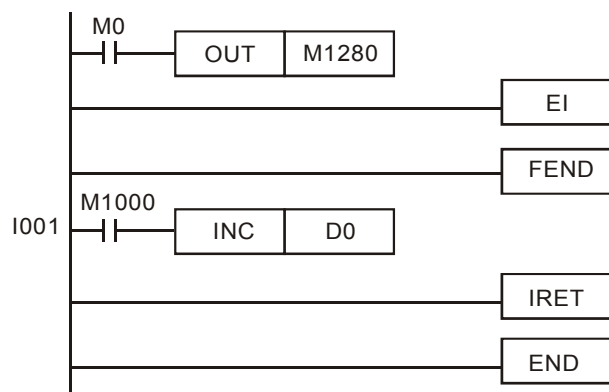 M0
OUT M1280
EI
FEND
M1000
I001 INC D0
IRET
END